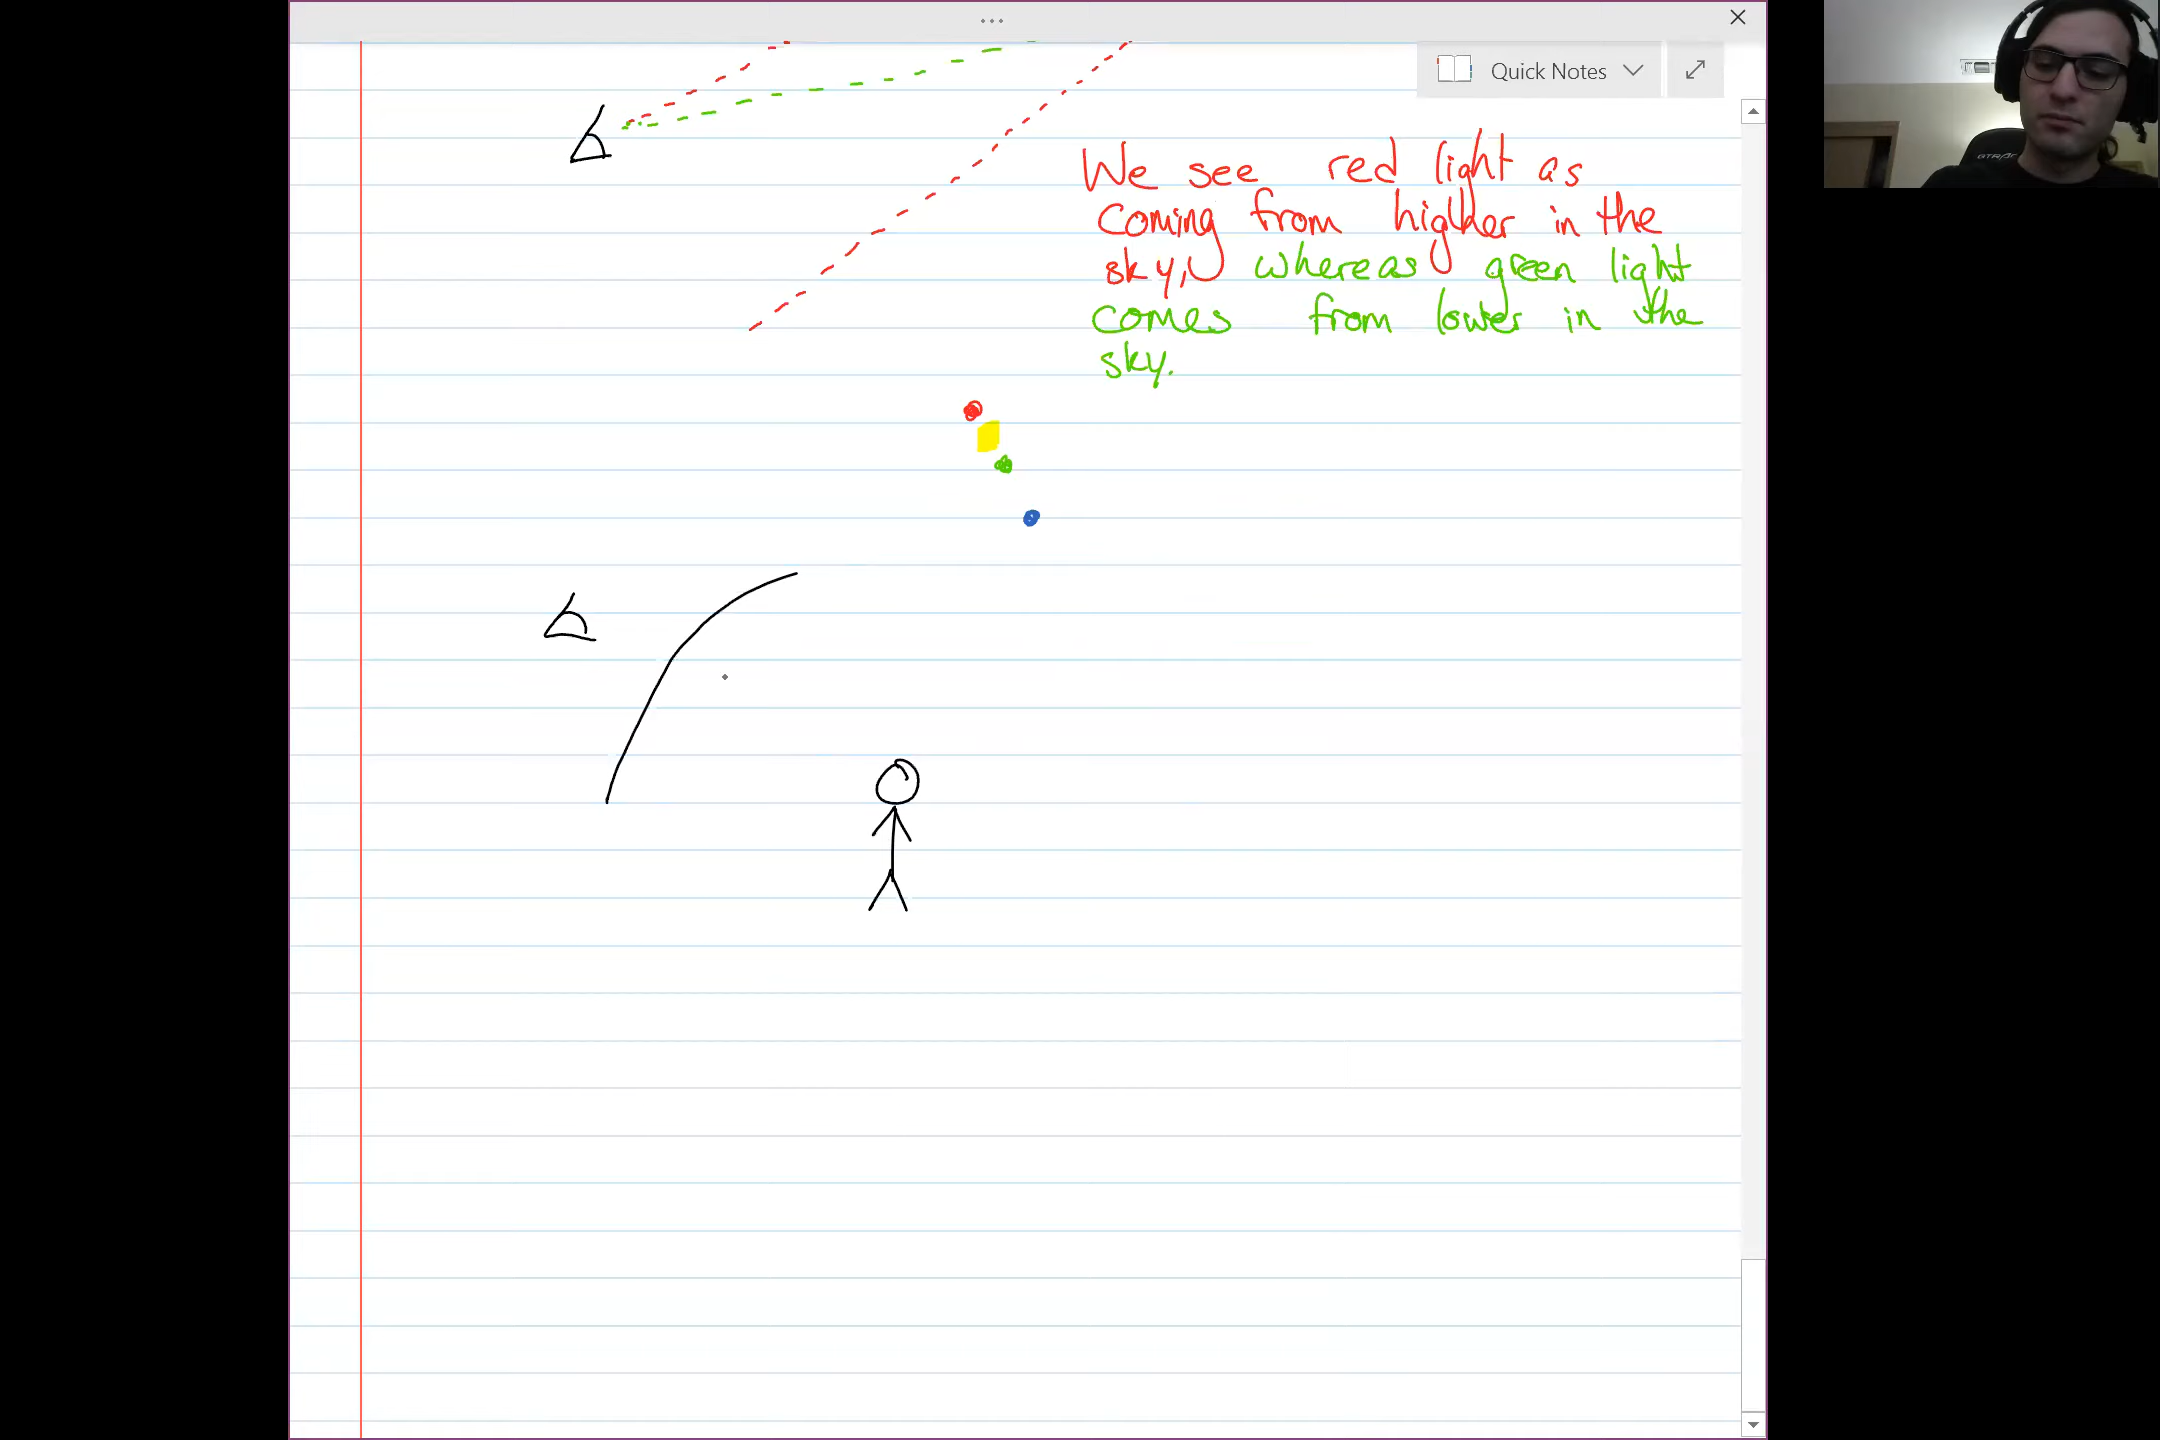 Quick Notes
We see red light as
coming from higher in the
sky, whereas green light
comes from lower in the
sky.